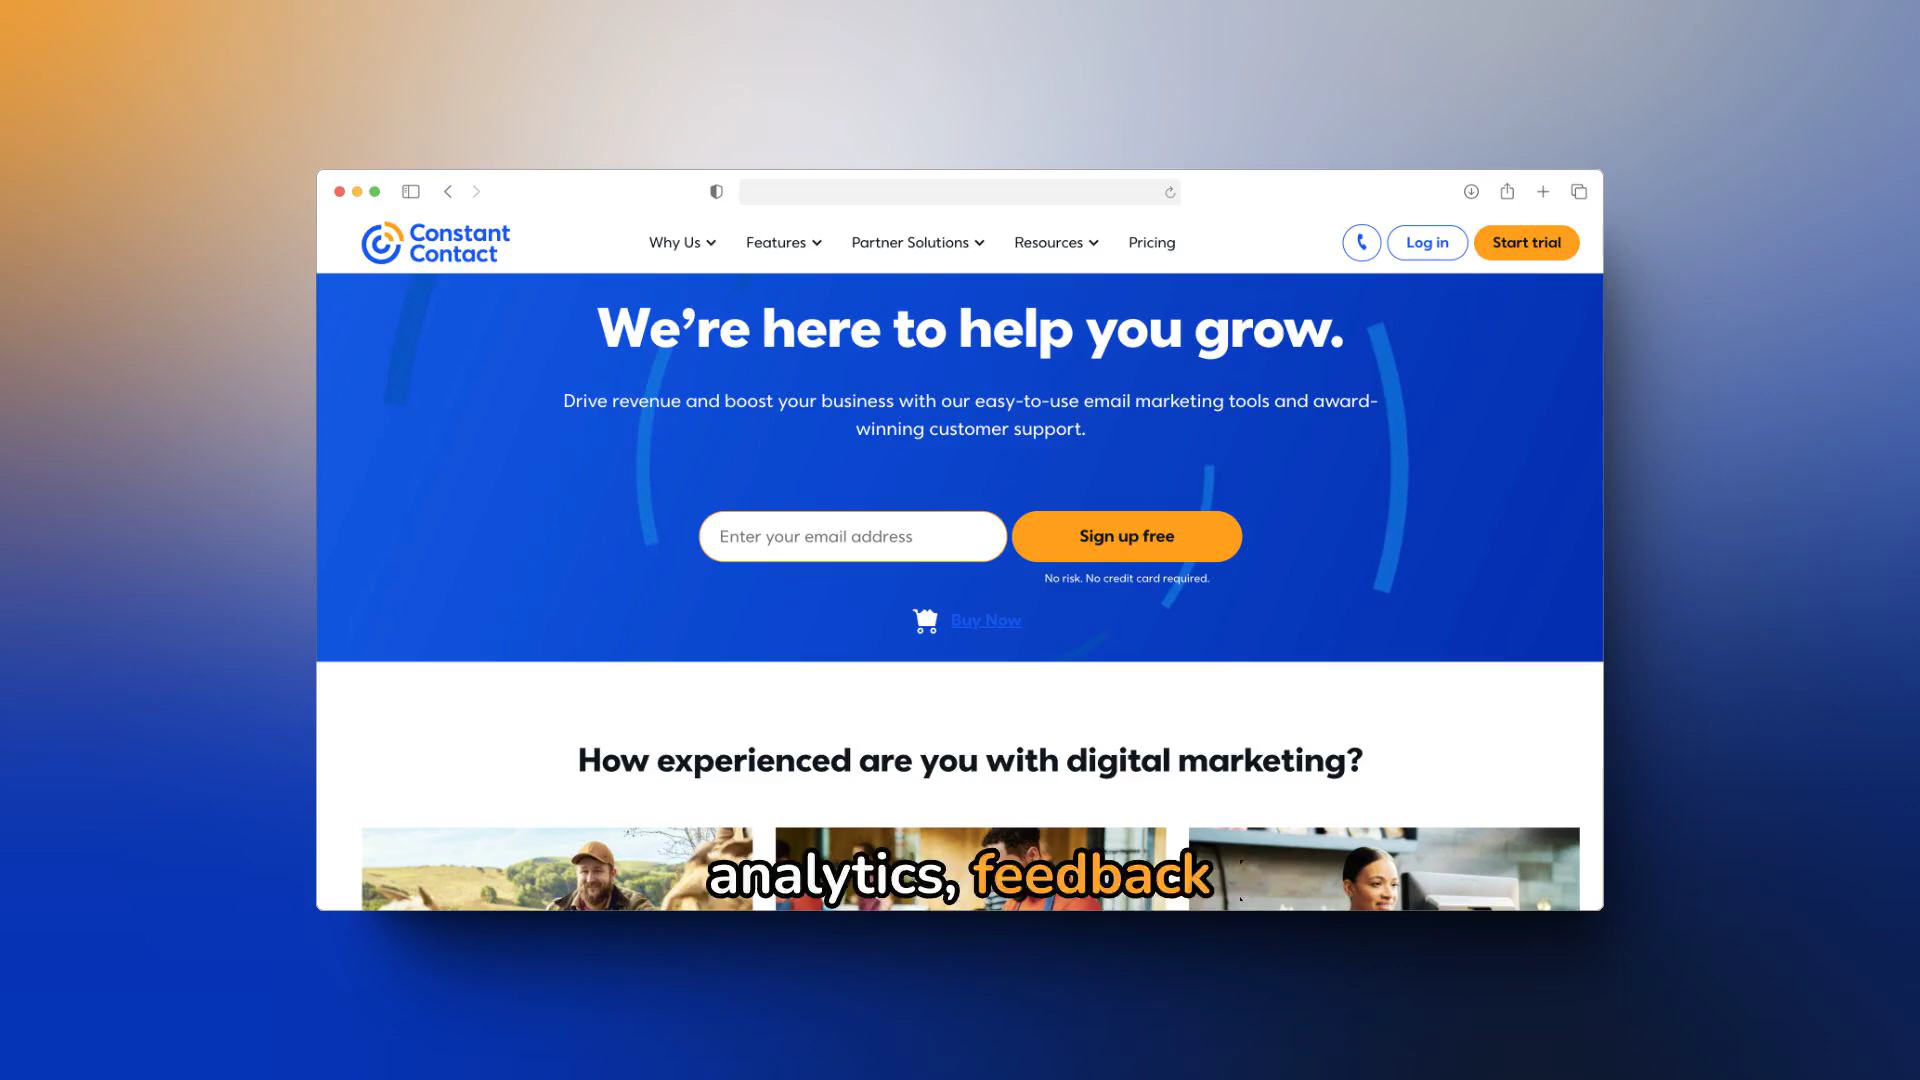 Constant
Contact
Why Us
Features
Partner Solutions
Resources
Pricing
Log in
Start trial
We’re here to help you grow.
Drive revenue and boost your business with our easy-to-use email marketing tools and award-
winning customer support.
Enter your email address
Sign up free
No risk. No credit card required.
Buy Now
How experienced are you with digital marketing?
analytics, feedback